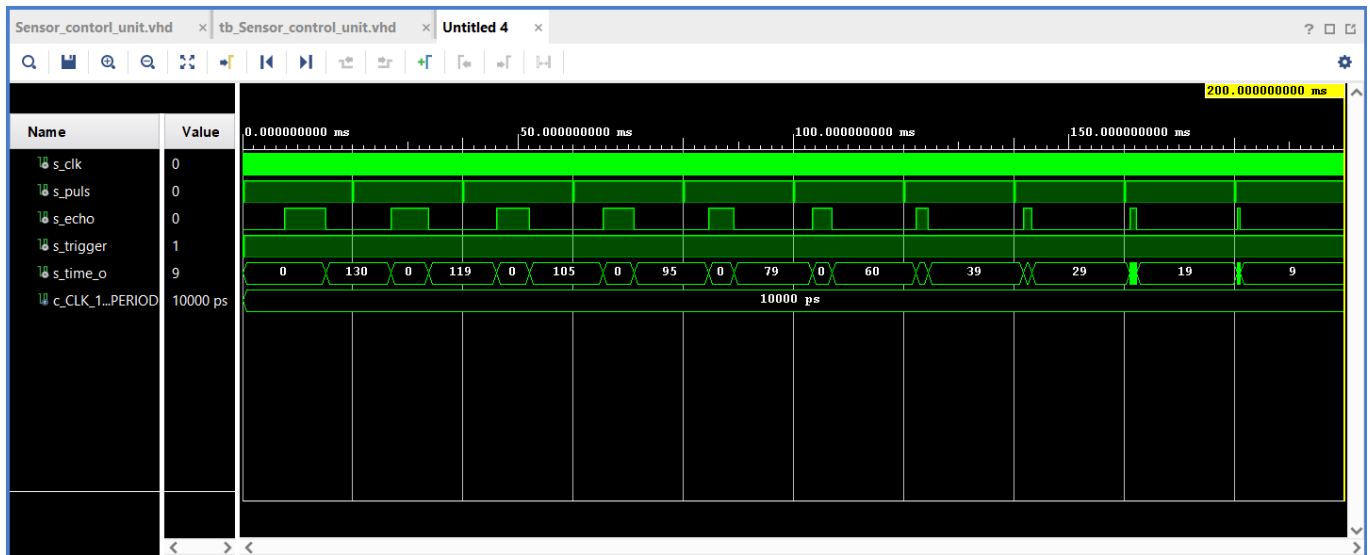 Sensor_contorl_unit.vhd × tb_Sensor_control_unit.vhd × Untitled 4 × ?
200.000000000 ms
Name Value 0.000000000 ms 50.000000000 ms 100.000000000 ms 150.000000000 ms
s_clk 0
s_puls 0
s_echo 0
s_trigger 1
s_time_o 9 0 130 0 119 0 105 0 95 0 79 0 60 39 29 19 9
c_CLK_1...PERIOD 10000 ps 10000 ps